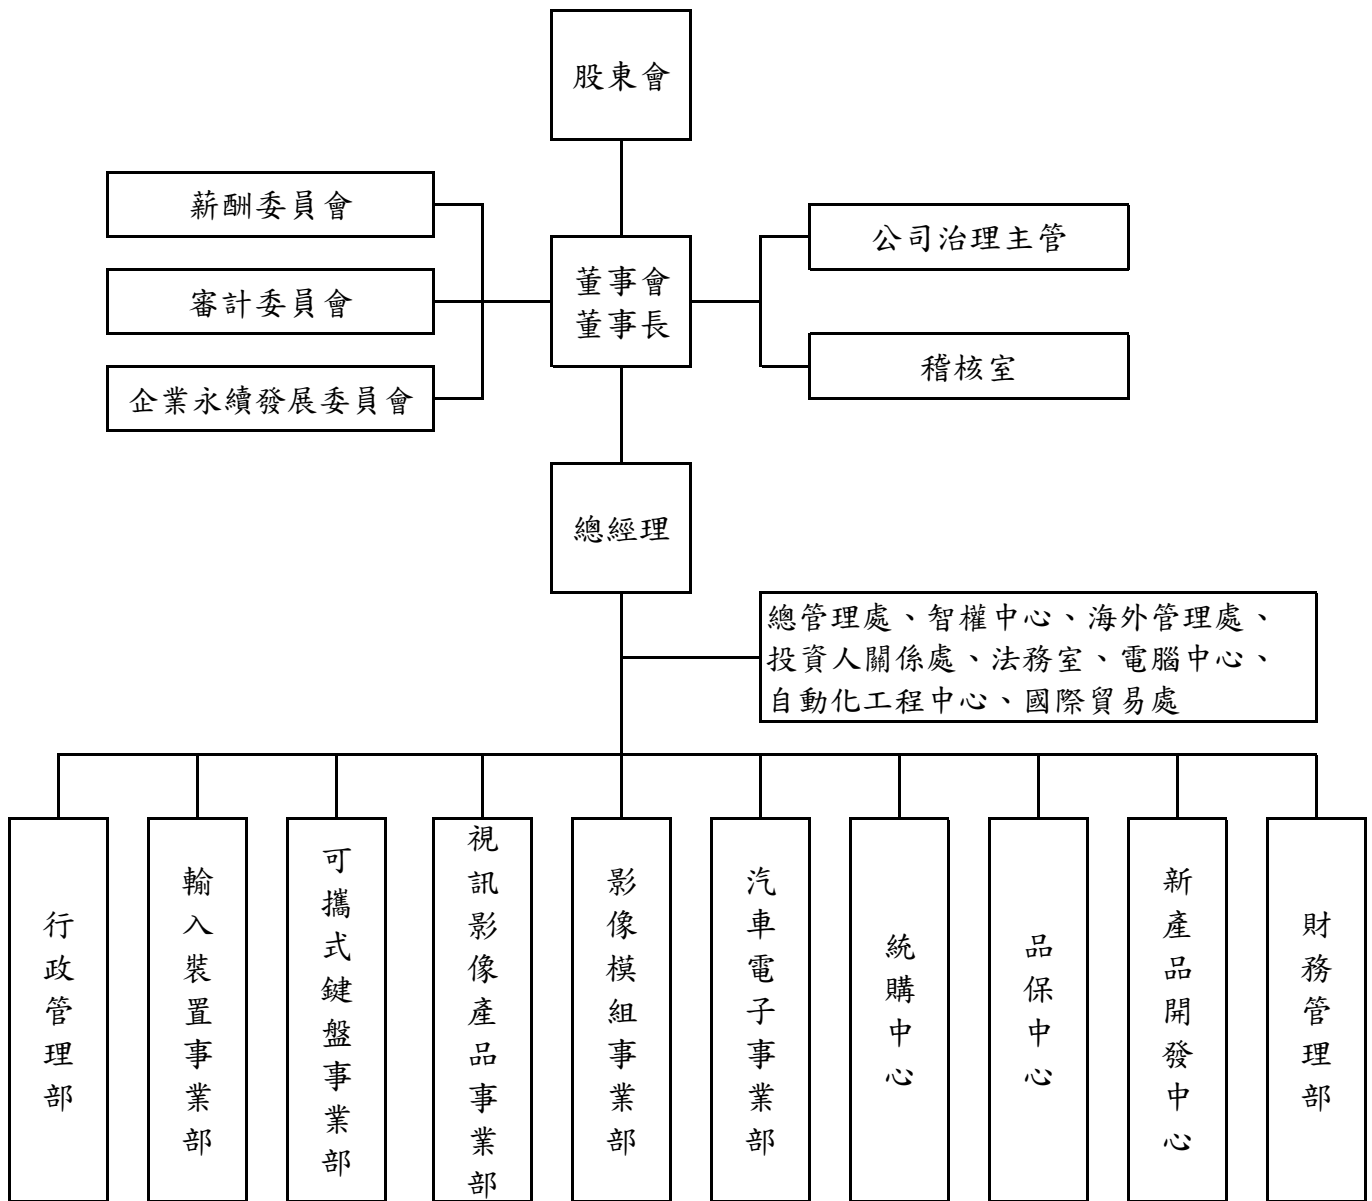 股東會
薪酬委員會
審計委員會
企業永續發展委員會
董事會
董事長
公司治理主管
稽核室
總經理
總管理處、智權中心、海外管理處、
投資人關係處、法務室、電腦中心、
自動化工程中心、國際貿易處
行政管理部
輸入裝置事業部
可攜式鍵盤事業部
視訊影像產品事業部
影像模組事業部
汽車電子事業部
統購中心
品保中心
新產品開發中心
財務管理部